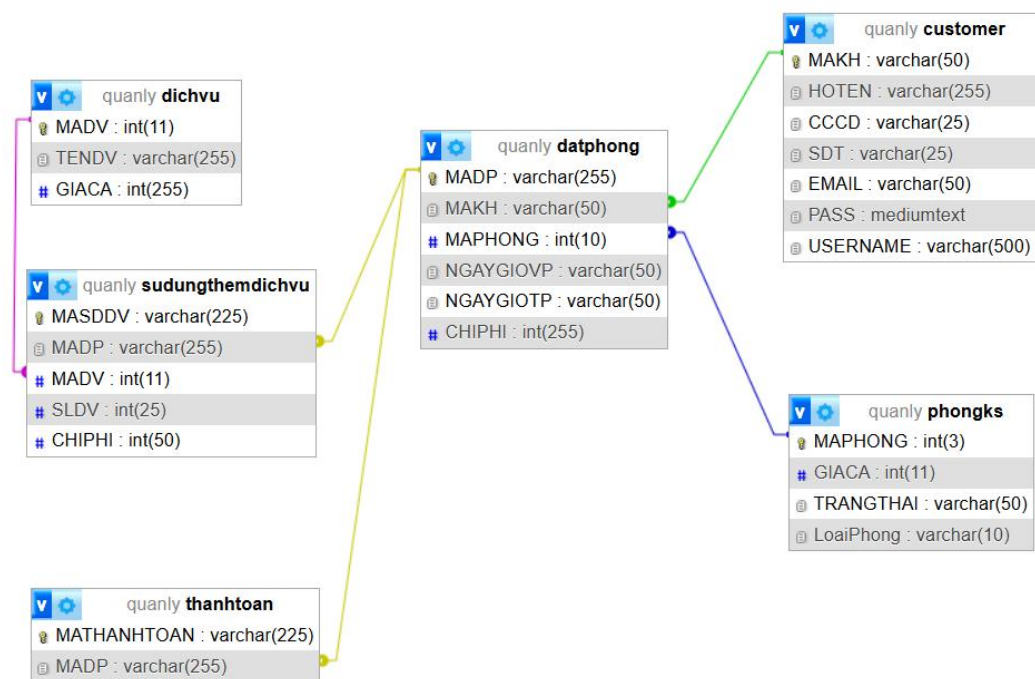 quanly dichvu
MADV : int(11)
TENDV : varchar(255)
GIACA : int(255)
quanly sudungthemdichvu
MASDDV : varchar(225)
MADP : varchar(255)
MADV : int(11)
SLDV : int(25)
CHIPHI : int(50)
quanly thanhtoan
MATHANHTOAN : varchar(225)
MADP : varchar(255)
quanly datphong
MADP : varchar(255)
MAKH : varchar(50)
MAPHONG : int(10)
NGAYGIOVP : varchar(50)
NGAYGIOTP : varchar(50)
CHIPHI : int(255)
quanly customer
MAKH : varchar(50)
HOTEN : varchar(255)
CCCD : varchar(25)
SDT : varchar(25)
EMAIL : varchar(50)
PASS : mediumtext
USERNAME : varchar(500)
quanly phongks
MAPHONG : int(3)
GIACA : int(11)
TRANGTHAI : varchar(50)
LoaiPhong : varchar(10)